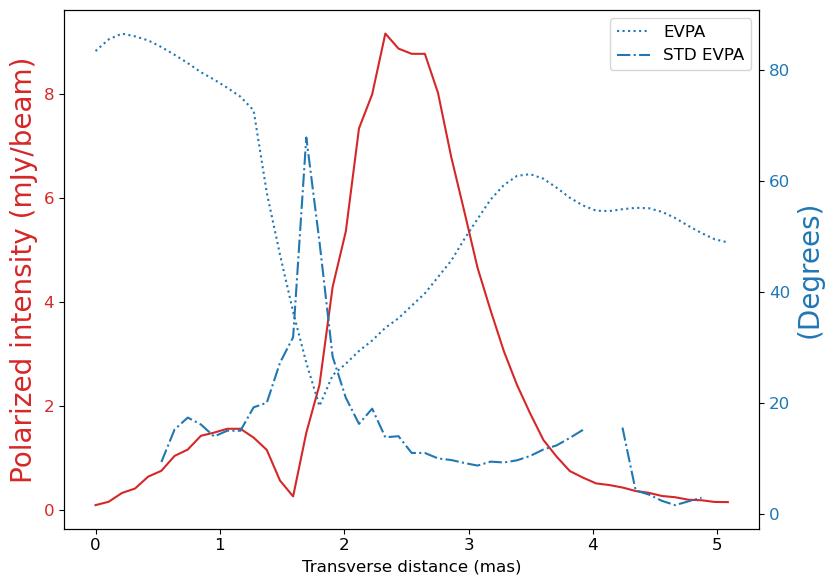 EVPA
STD EVPA
Polarized intensity (mJy/beam)
8
6
4
2
0
80
60
40
20
0
(Degrees)
0 1 2 3 4 5
Transverse distance (mas)